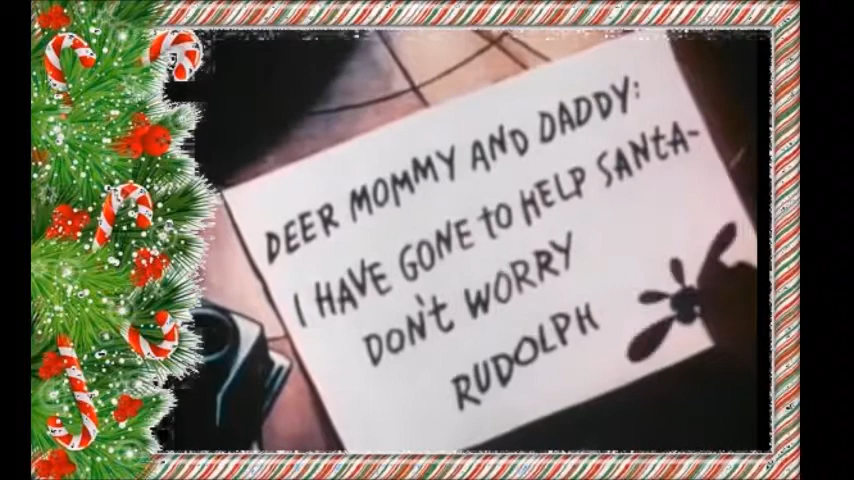 DEER MOMMY AND DADDY:
I HAVE GONE to HELP SANtA-
DON't WORRY
RUDOLPH